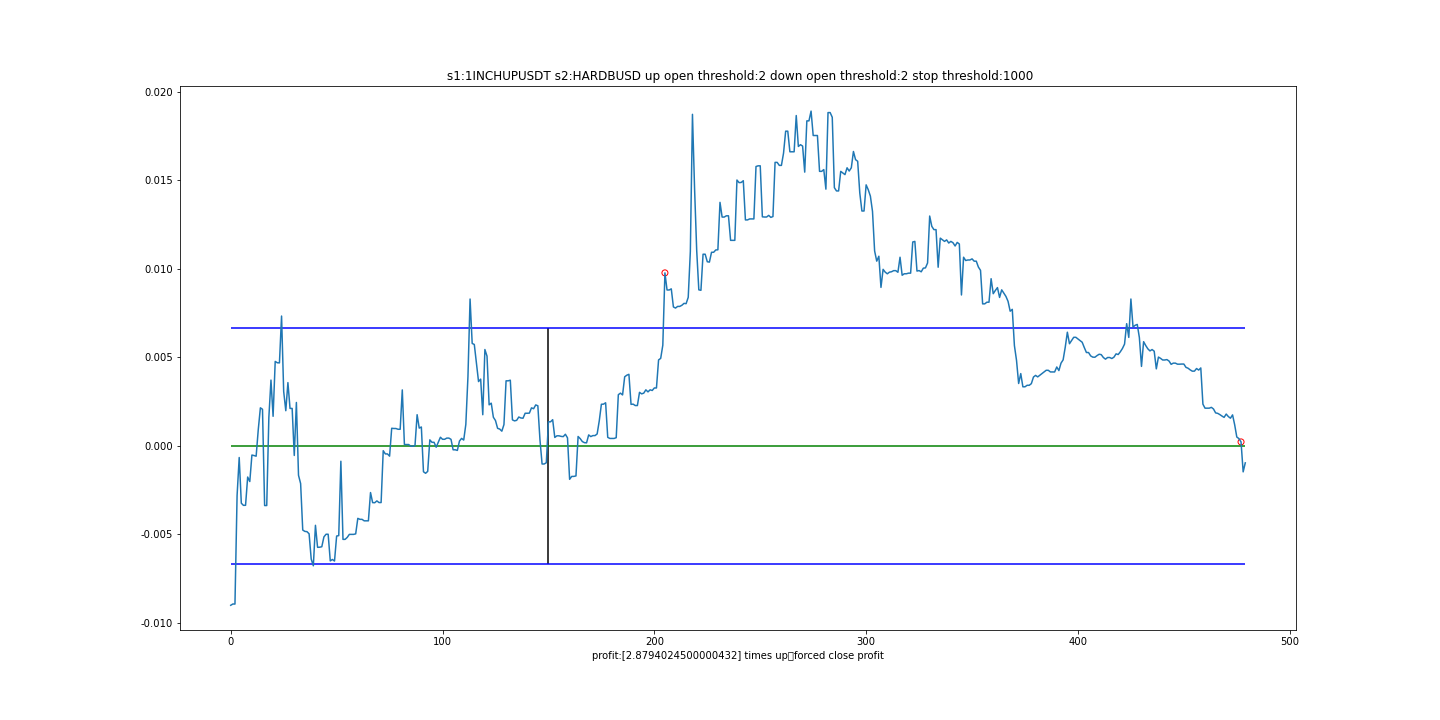 s1:1INCHUPUSDT s2:HARDBUSD up open threshold:2 down open threshold:2 stop threshold:1000
0.020
0.015
0.010
0.005
0.000
-0.005
-0.010
0 100 200 300 400 500
profit:[2.8794024500000432] times up▯forced close profit